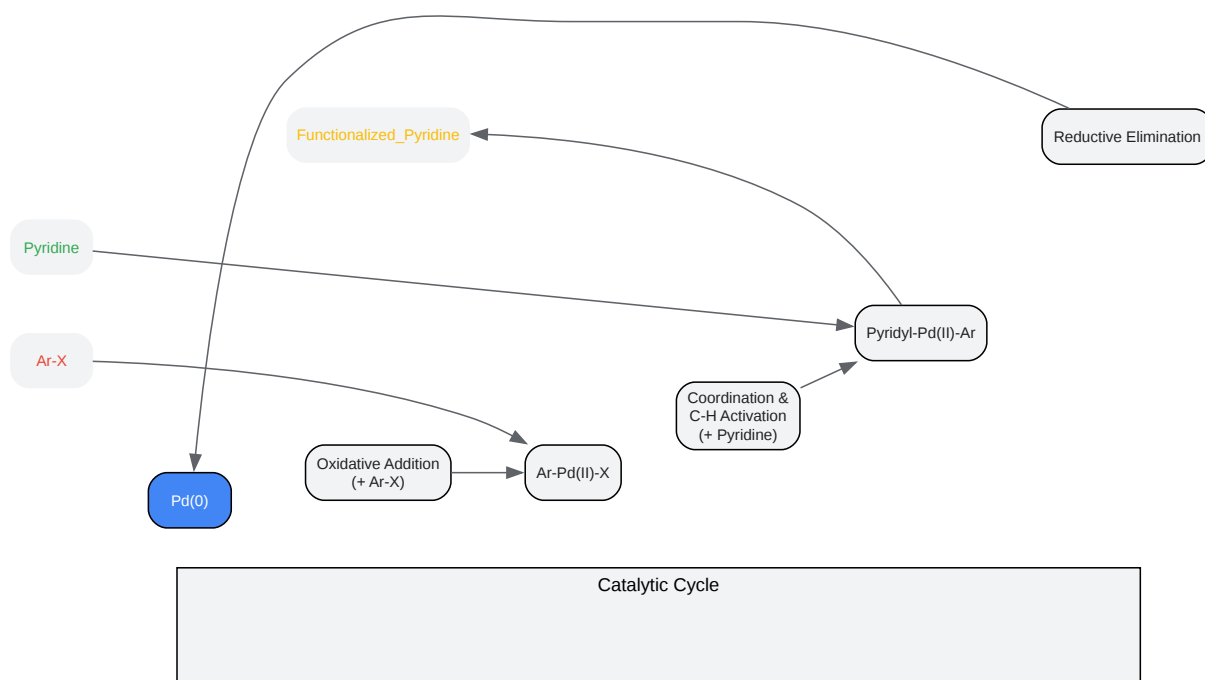 Functionalized_Pyridine
Reductive Elimination
Pyridine
Pyridyl-Pd(II)-Ar
Ar-X
Coordination &
C-H Activation
(+ Pyridine)
Oxidative Addition
(+ Ar-X)
Ar-Pd(II)-X
Pd(0)
Catalytic Cycle